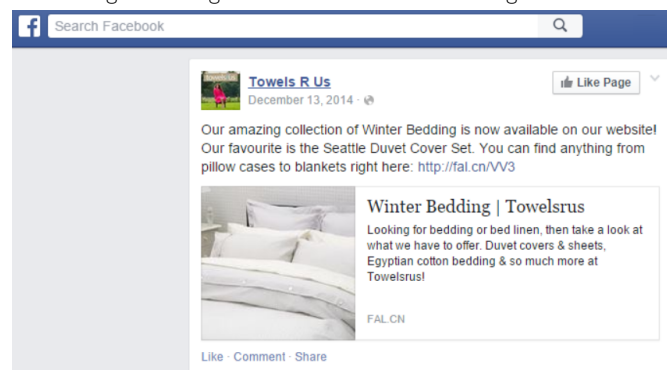 Search Facebook
Towels R Us
Like Page
December 13, 2014
Our amazing collection of Winter Bedding is now available on our website!
Our favourite is the Seattle Duvet Cover Set. You can find anything from
pillow cases to blankets right here: http://fal.cn/VV3
Winter Bedding | Towelsrus
Looking for bedding or bed linen, then take a look at
what we have to offer. Duvet covers & sheets,
Egyptian cotton bedding & so much more at
Towelsrus!
FAL.CN
Like · Comment · Share